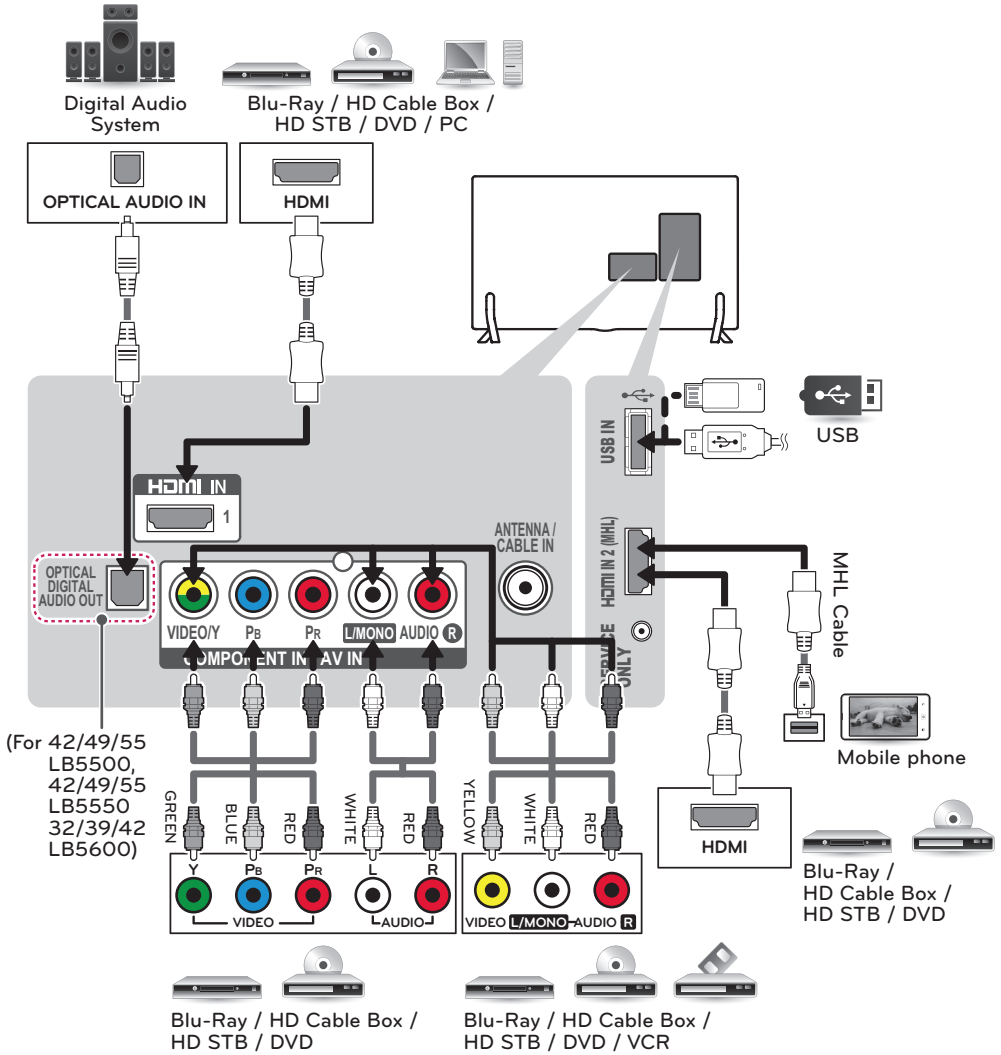 Digital Audio
System
Blu-Ray / HD Cable Box /
HD STB / DVD / PC
OPTICAL AUDIO IN
HDMI
USB IN
USB
HDMI IN
1
ANTENNA /
CABLE IN
HDMI IN 2 (MHL)
MHL Cable
OPTICAL
DIGITAL
AUDIO OUT
VIDEO/Y
PB
PR
L/MONO
AUDIO
R
COMPONENT IN
AV IN
SERVICE
ONLY
Mobile phone
(For 42/49/55
LB5500,
42/49/55
LB5550
32/39/42
LB5600)
GREEN
BLUE
RED
WHITE
RED
YELLOW
WHITE
RED
Y
PB
PR
L
R
VIDEO
AUDIO
VIDEO
L/MONO
AUDIO
R
HDMI
Blu-Ray /
HD Cable Box /
HD STB / DVD
Blu-Ray / HD Cable Box /
HD STB / DVD
Blu-Ray / HD Cable Box /
HD STB / DVD / VCR